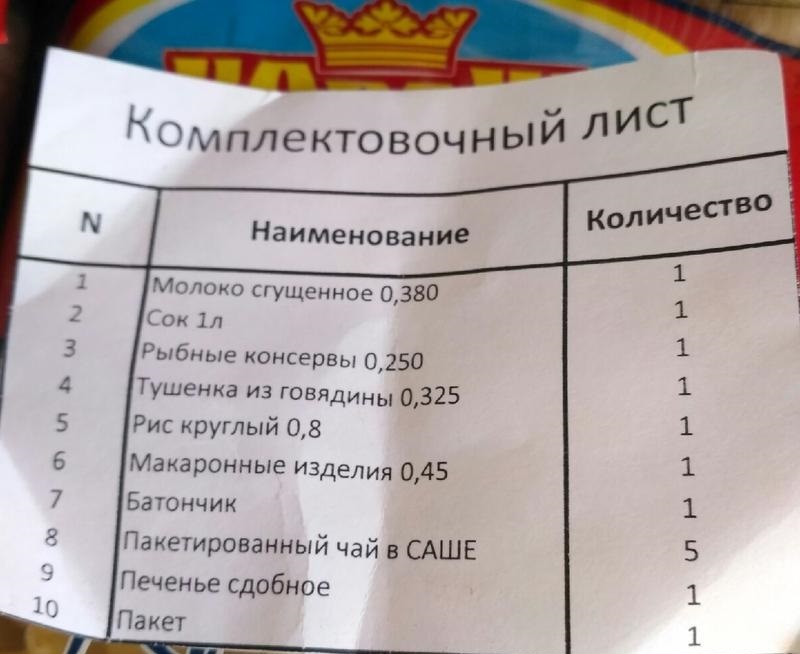 Комплектовочный лист
N Наименование Количество
1 Молоко сгущенное 0,380 1
2 Сок 1л 1
3 Рыбные консервы 0,250 1
4 Тушенка из говядины 0,325 1
5 Рис круглый 0,8 1
6 Макаронные изделия 0,45 1
7 Батончик 1
8 Пакетированный чай в САШЕ 5
9 Печенье сдобное 1
10 Пакет 1